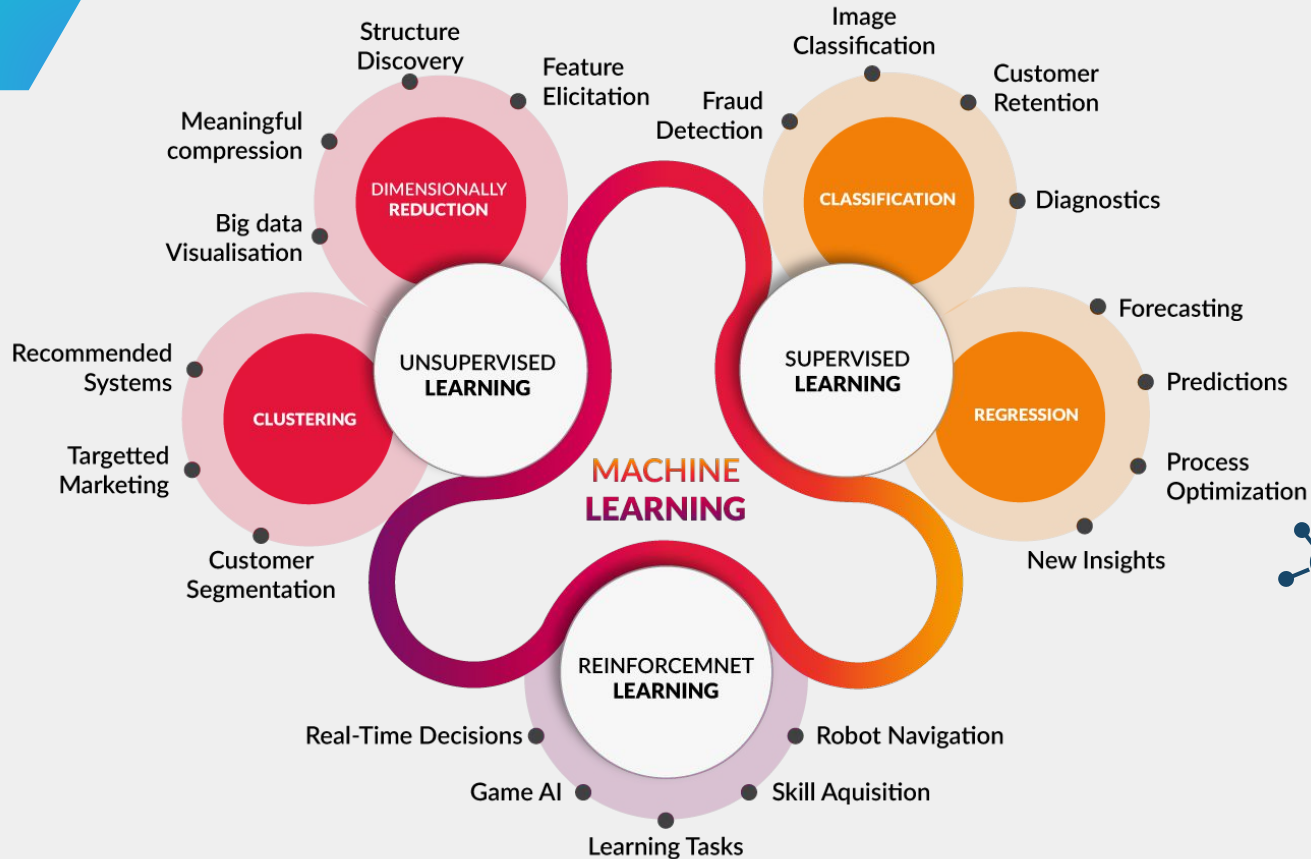 Structure
Discovery
Feature
Elicitation
Meaningful
compression
Big data
Visualisation
DIMENSIONALLY
REDUCTION
Recommended
Systems
Targetted
Marketing
Customer
Segmentation
CLUSTERING
UNSUPERVISED
LEARNING
Image
Classification
Customer
Retention
Fraud
Detection
Diagnostics
CLASSIFICATION
SUPERVISED
LEARNING
Forecasting
Predictions
Process
Optimization
New Insights
REGRESSION
MACHINE
LEARNING
REINFORCEMNET
LEARNING
Real-Time Decisions
Robot Navigation
Game AI
Skill Aquisition
Learning Tasks